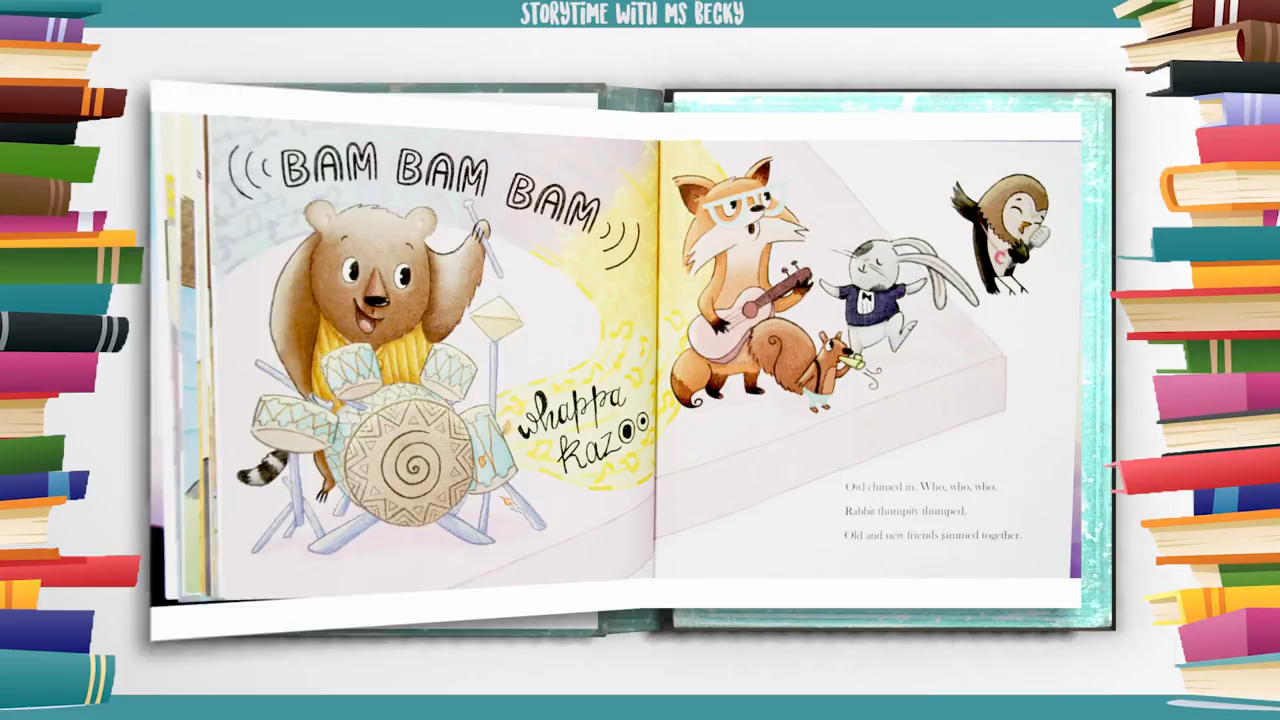 STORYTIME WITH MS BECKY
BAM BAM BAM
whappa
kazoo
Owl chimed in. Who, who, who.
Rabbit thumpity thumped.
Old and new friends jammed together.